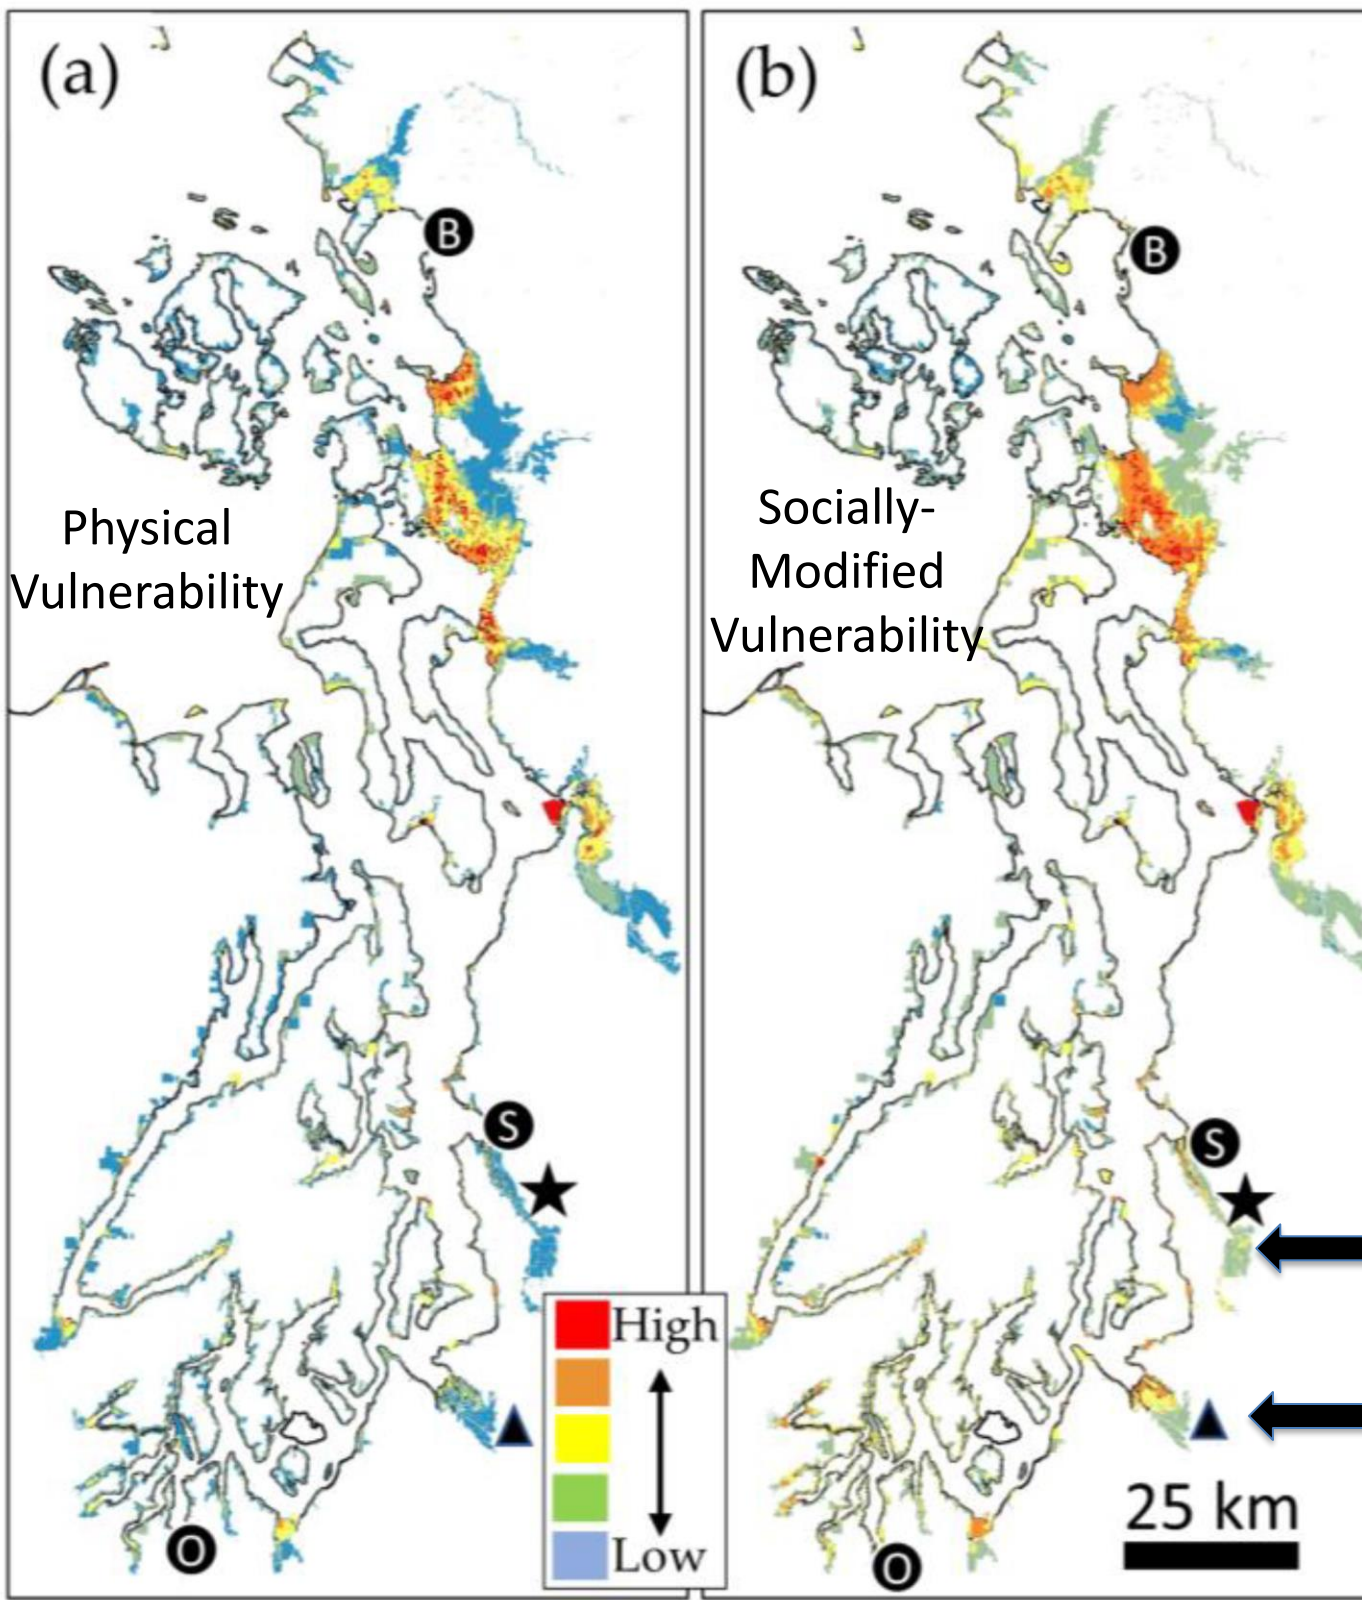 (a)
(b)
B
B
Physical
Vulnerability
Socially-
Modified
Vulnerability
S
S
High
Low
25 km
O
O